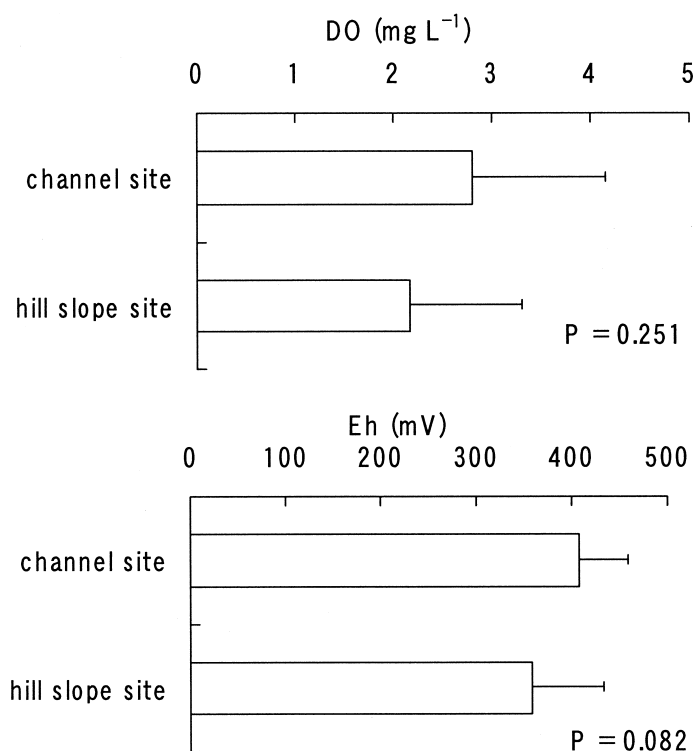 DO (mg L⁻¹)
0 1 2 3 4 5
channel site
hill slope site
P = 0.251
Eh (mV)
0 100 200 300 400 500
channel site
hill slope site
P = 0.082